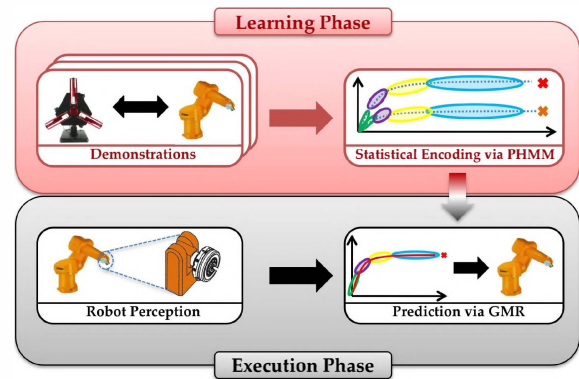 Learning Phase
Demonstrations
Statistical Encoding via PHMM
Robot Perception
Prediction via GMR
Execution Phase